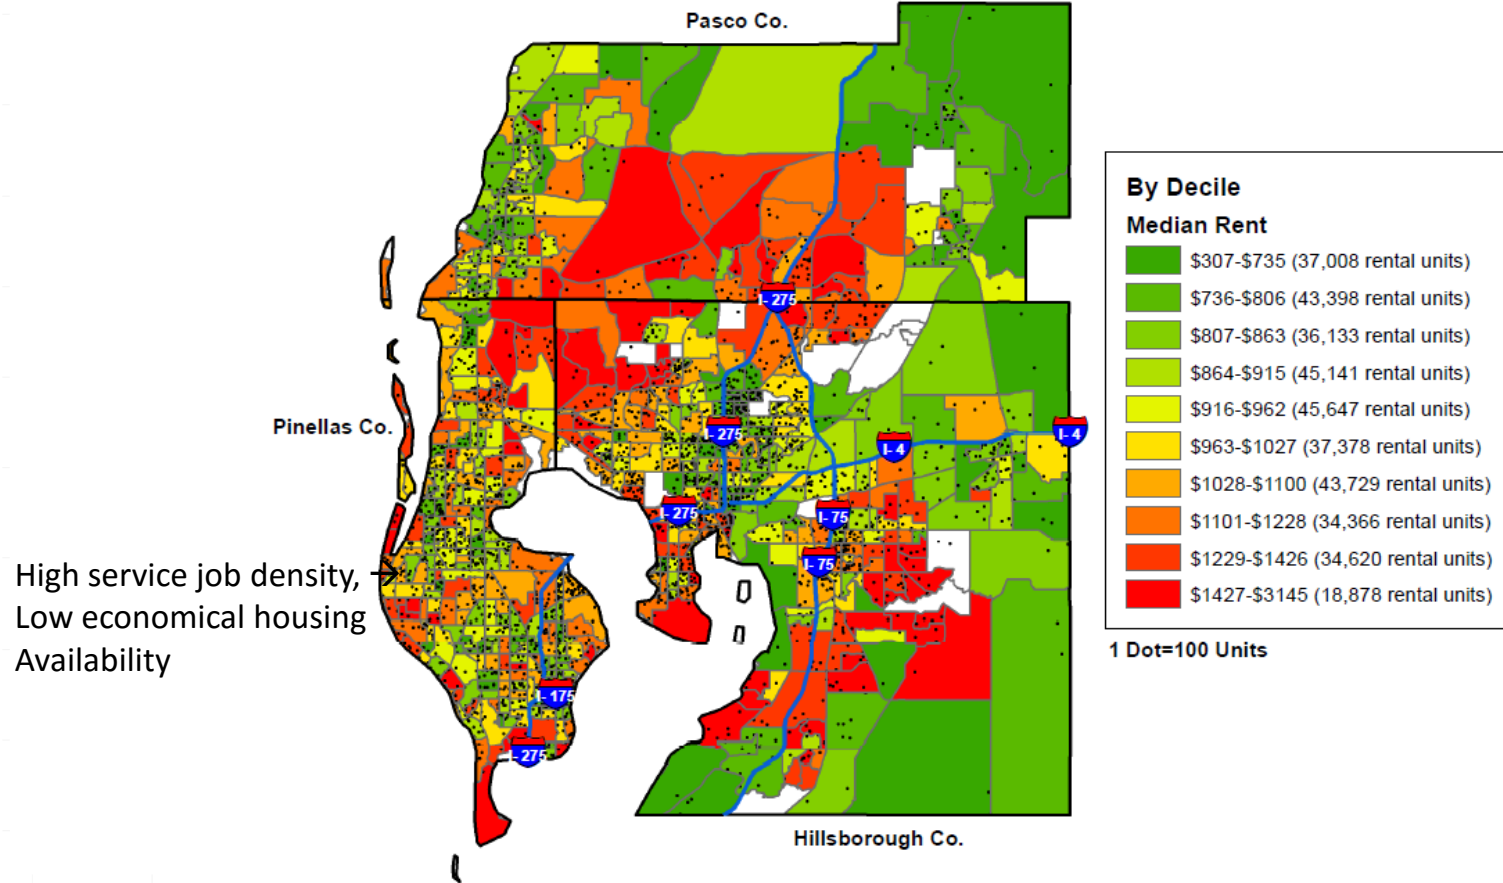 Pasco Co.
I-275
Pinellas Co.
I-275
I-4
I-4
I-275
I-75
I-75
High service job density, →
Low economical housing
Availability
I-175
I-275
Hillsborough Co.
By Decile
Median Rent
$307-$735 (37,008 rental units)
$736-$806 (43,398 rental units)
$807-$863 (36,133 rental units)
$864-$915 (45,141 rental units)
$916-$962 (45,647 rental units)
$963-$1027 (37,378 rental units)
$1028-$1100 (43,729 rental units)
$1101-$1228 (34,366 rental units)
$1229-$1426 (34,620 rental units)
$1427-$3145 (18,878 rental units)
1 Dot=100 Units